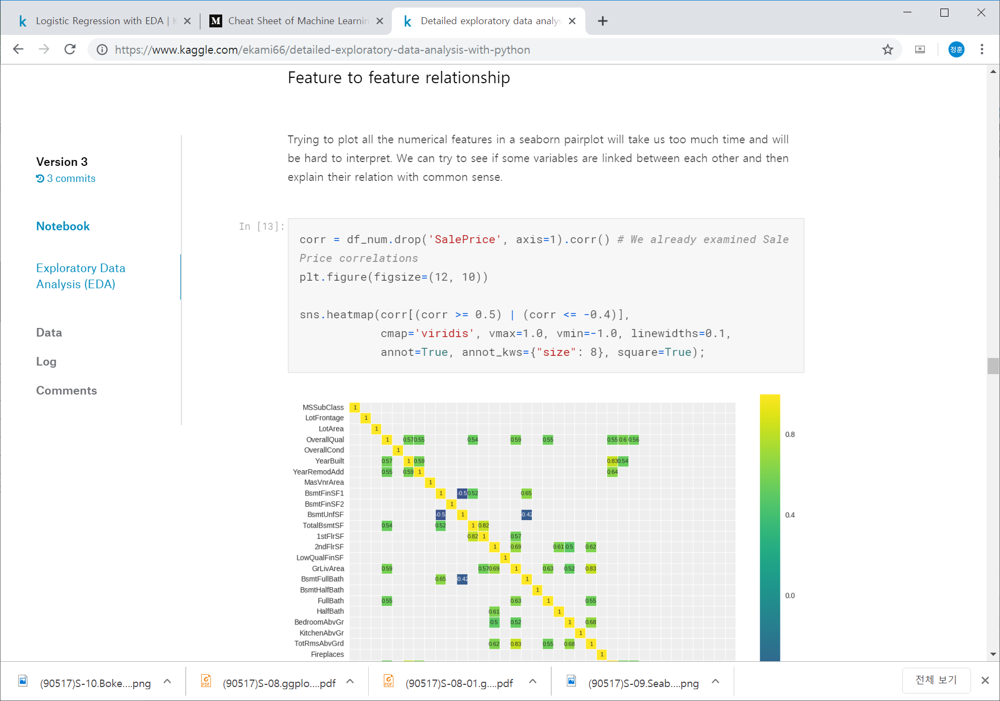 Logistic Regression with EDA | K
Cheat Sheet of Machine Learnin
Detailed exploratory data analys
https://www.kaggle.com/ekami66/detailed-exploratory-data-analysis-with-python
정훈
Feature to feature relationship
Trying to plot all the numerical features in a seaborn pairplot will take us too much time and will
be hard to interpret. We can try to see if some variables are linked between each other and then
explain their relation with common sense.
Version 3
3 commits
Notebook
Exploratory Data
Analysis (EDA)
Data
Log
Comments
In [13]:
corr = df_num.drop('SalePrice', axis=1).corr() # We already examined Sale
Price correlations
plt.figure(figsize=(12, 10))
sns.heatmap(corr[(corr >= 0.5) | (corr <= -0.4)],
cmap='viridis', vmax=1.0, vmin=-1.0, linewidths=0.1,
annot=True, annot_kws={"size": 8}, square=True);
MSSubClass 1
LotFrontage 1
LotArea 1
OverallQual 1 0.57 0.55 0.54 0.59 0.55 0.55 0.6 0.56
OverallCond 1
YearBuilt 0.57 1 0.59 0.83 0.54
YearRemodAdd 0.55 0.59 1 0.64
MasVnrArea 1
BsmtFinSF1 1 -0.5 0.52 0.65
BsmtFinSF2 1
BsmtUnfSF -0.5 1 -0.42
TotalBsmtSF 0.54 0.52 1 0.82
1stFlrSF 0.82 1 0.57
2ndFlrSF 1 0.69 0.61 0.5 0.62
LowQualFinSF 1
GrLivArea 0.59 0.57 0.69 1 0.63 0.52 0.83
BsmtFullBath 0.65 -0.42 1
BsmtHalfBath 1
FullBath 0.55 0.63 1 0.55
HalfBath 0.61 1
BedroomAbvGr 0.5 0.52 1 0.68
KitchenAbvGr 1
TotRmsAbvGrd 0.62 0.83 0.55 0.68 1
Fireplaces 1
0.8
0.4
0.0
(90517)S-10.Boke....png
(90517)S-08.ggplo....pdf
(90517)S-08-01.g....pdf
(90517)S-09.Seab....png
전체 보기